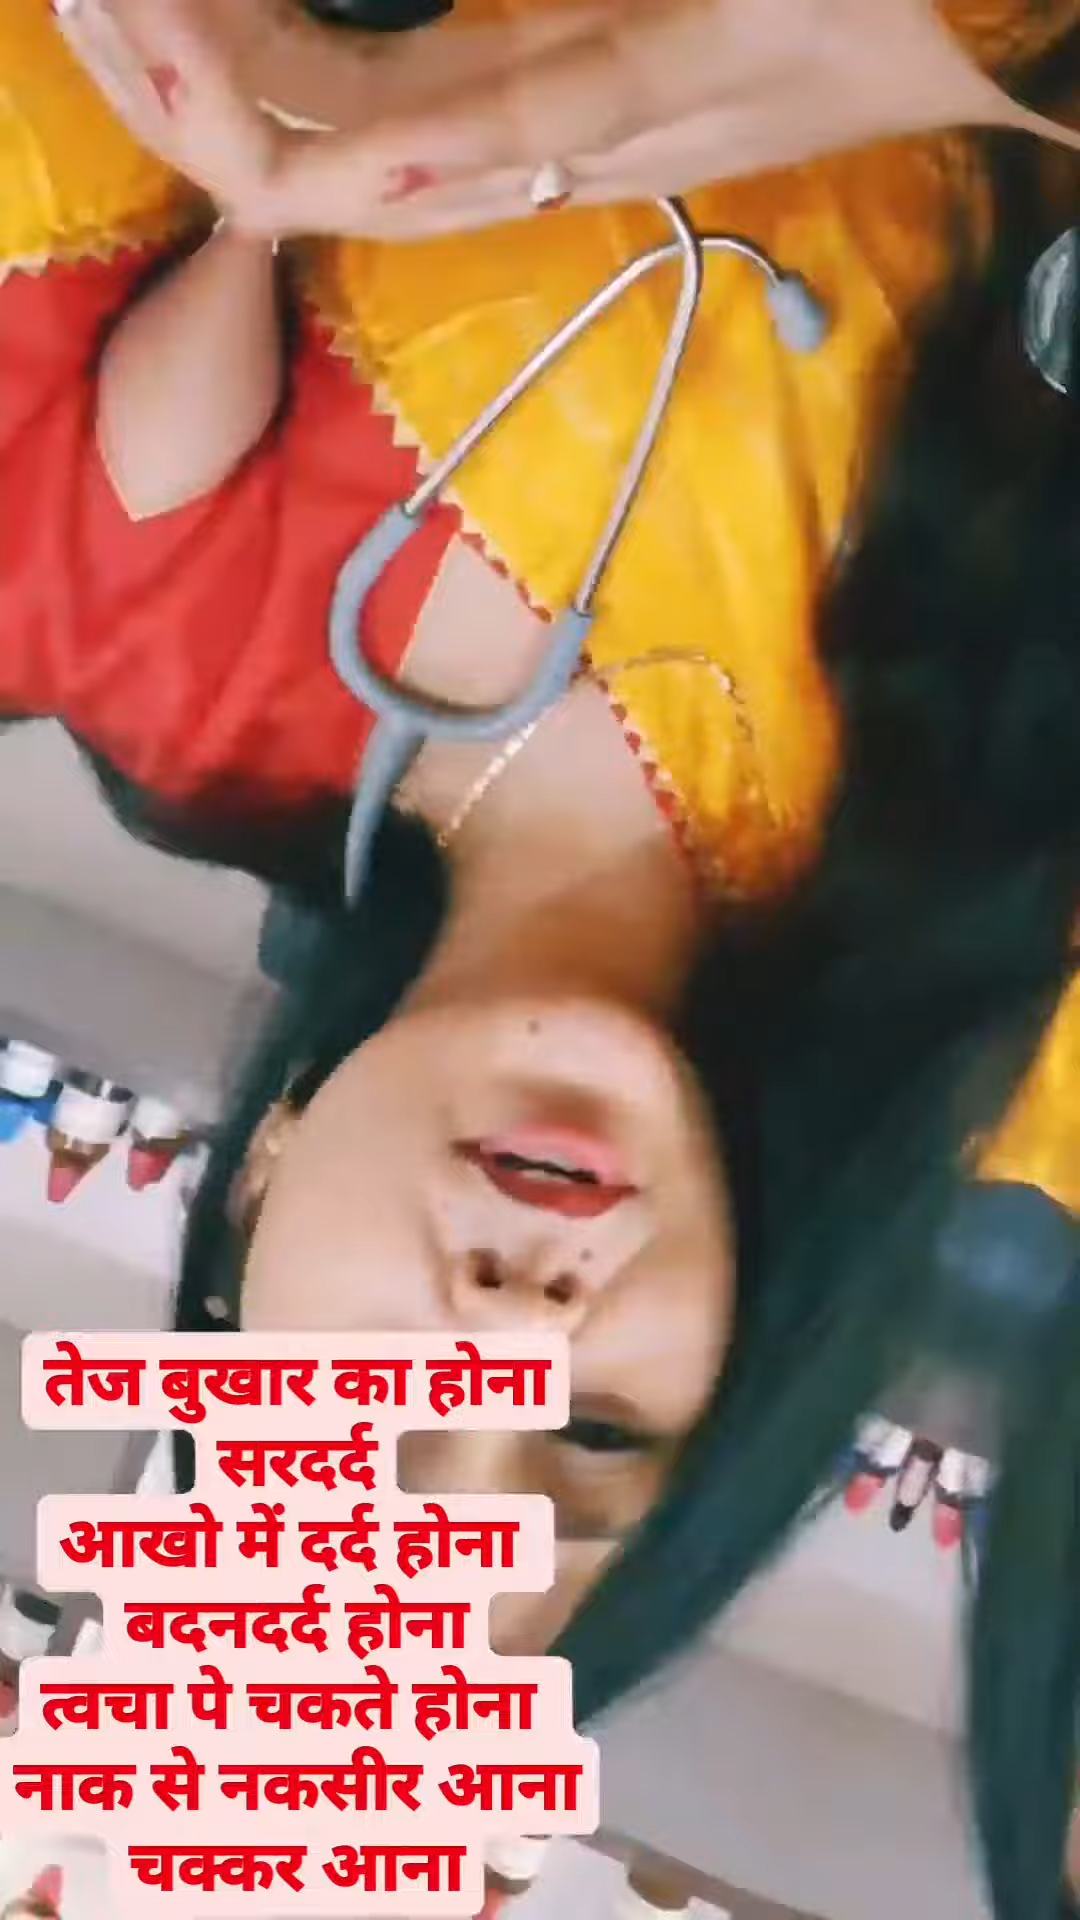 तेज बुखार का होना
सरदर्द
आखो में दर्द होना
बदनदर्द होना
त्वचा पे चकते होना
नाक से नकसीर आना
चक्कर आना